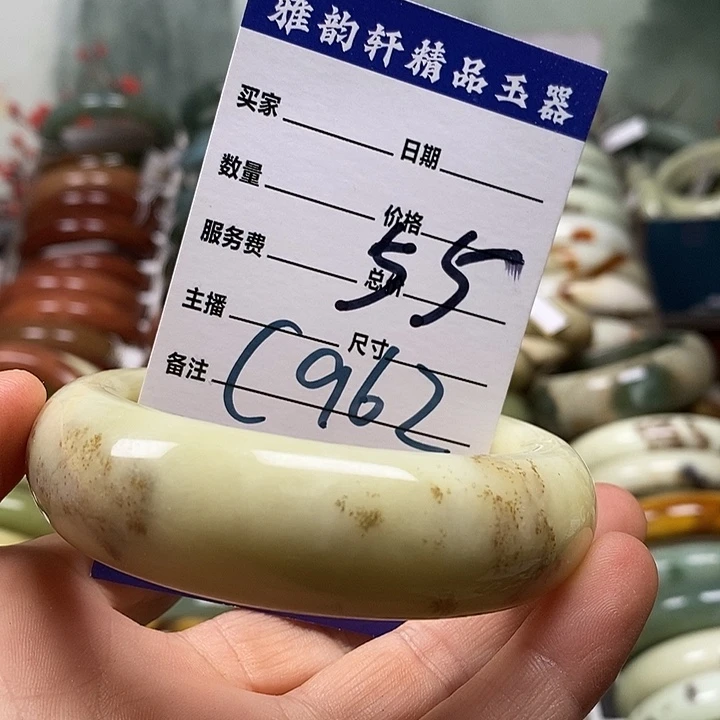 雅韵轩精品玉器
买家 日期
数量 价格
服务费 总价
55
主播 尺寸
备注
C962